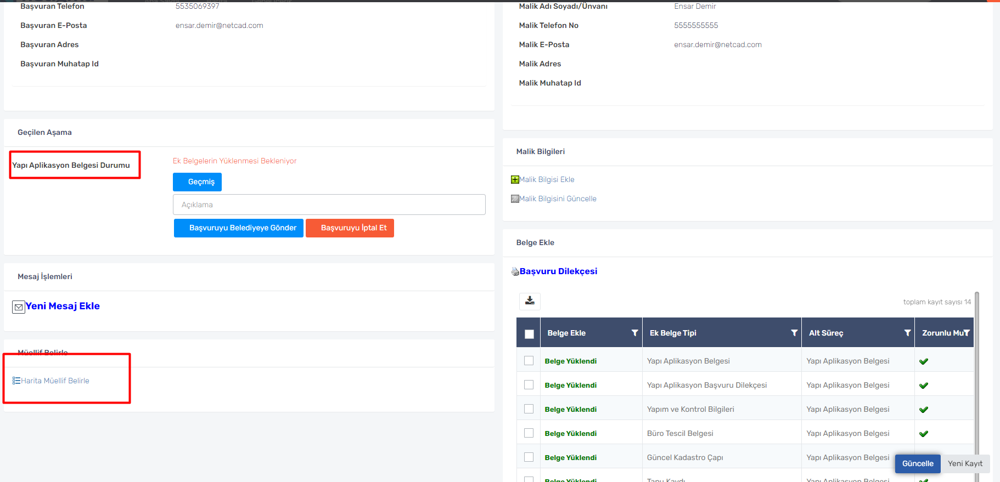 Başvuran Telefon
5535069397
Başvuran E-Posta
ensar.demir@netcad.com
Başvuran Adres
Başvuran Muhatap Id
Geçilen Aşama
Yapı Aplikasyon Belgesi Durumu
Ek Belgelerin Yüklenmesi Bekleniyor
Geçmiş
Açıklama
Başvuruyu Belediyeye Gönder
Başvuruyu İptal Et
Mesaj İşlemleri
Yeni Mesaj Ekle
Müellif Belirle
Harita Müellif Belirle
Malik Adı Soyadı/Ünvanı
Ensar Demir
Malik Telefon No
5555555555
Malik E-Posta
ensar.demir@netcad.com
Malik Adres
Malik Muhatap Id
Malik Bilgileri
Malik Bilgisi Ekle
Malik Bilgisini Güncelle
Belge Ekle
Başvuru Dilekçesi
toplam kayıt sayısı 14
Belge Ekle Ek Belge Tipi Alt Süreç Zorunlu Mu
Belge Yüklendi Yapı Aplikasyon Belgesi Yapı Aplikasyon Belgesi
Belge Yüklendi Yapı Aplikasyon Başvuru Dilekçesi Yapı Aplikasyon Belgesi
Belge Yüklendi Yapım ve Kontrol Bilgileri Yapı Aplikasyon Belgesi
Belge Yüklendi Büro Tescil Belgesi Yapı Aplikasyon Belgesi
Belge Yüklendi Güncel Kadastro Çapı Yapı Aplikasyon Belgesi
Belge Yüklendi Tapu Kaydı Yapı Aplikasyon Belgesi
Güncelle
Yeni Kayıt